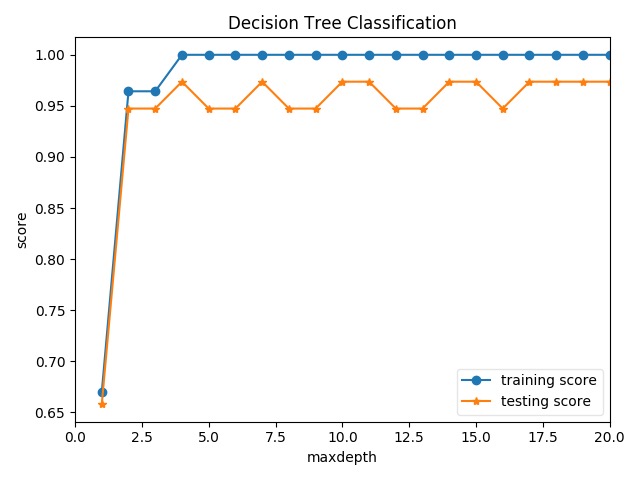 Decision Tree Classification
1.00
0.95
0.90
0.85
0.80
0.75
0.70
0.65
score
training score
testing score
0.0 2.5 5.0 7.5 10.0 12.5 15.0 17.5 20.0
maxdepth